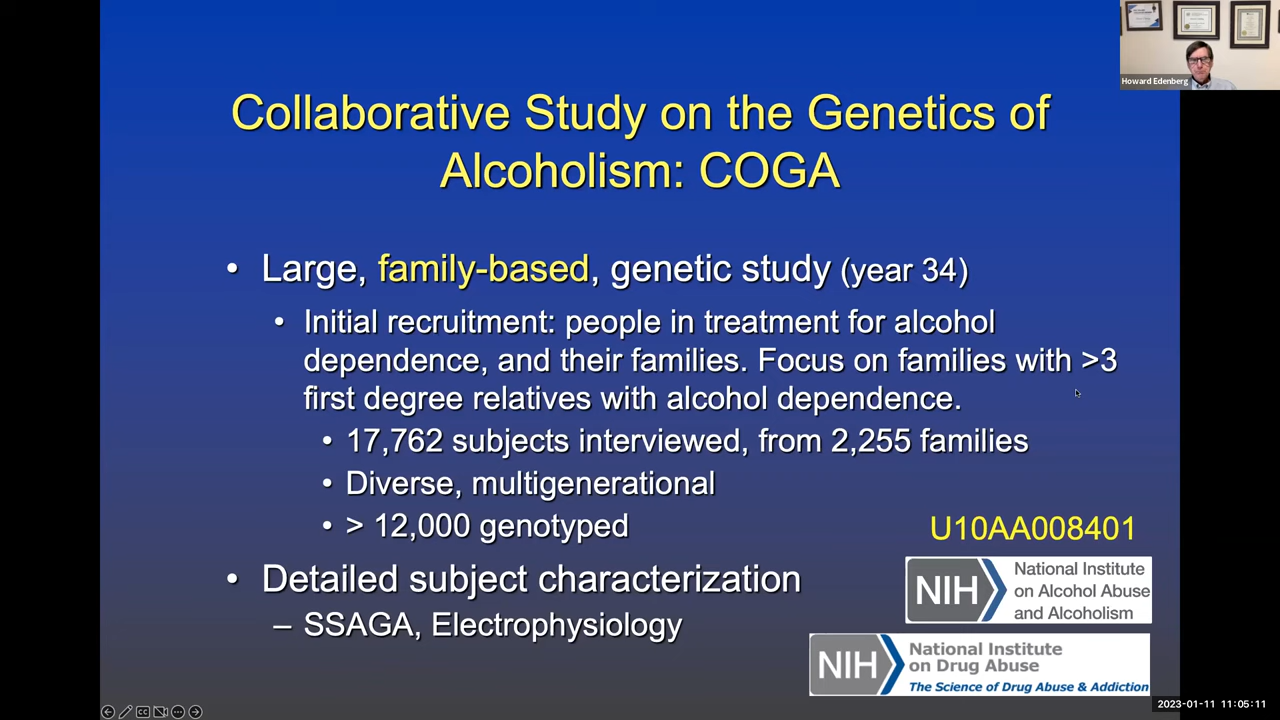 Howard Edenberg
Collaborative Study on the Genetics of
Alcoholism: COGA
• Large, family-based, genetic study (year 34)
• Initial recruitment: people in treatment for alcohol
dependence, and their families. Focus on families with >3
first degree relatives with alcohol dependence.
• 17,762 subjects interviewed, from 2,255 families
• Diverse, multigenerational
• > 12,000 genotyped
U10AA008401
• Detailed subject characterization
– SSAGA, Electrophysiology
NIH
National Institute
on Alcohol Abuse
and Alcoholism
NIH
National Institute
on Drug Abuse
The Science of Drug Abuse & Addiction
CC
2023-01-11 11:05:11